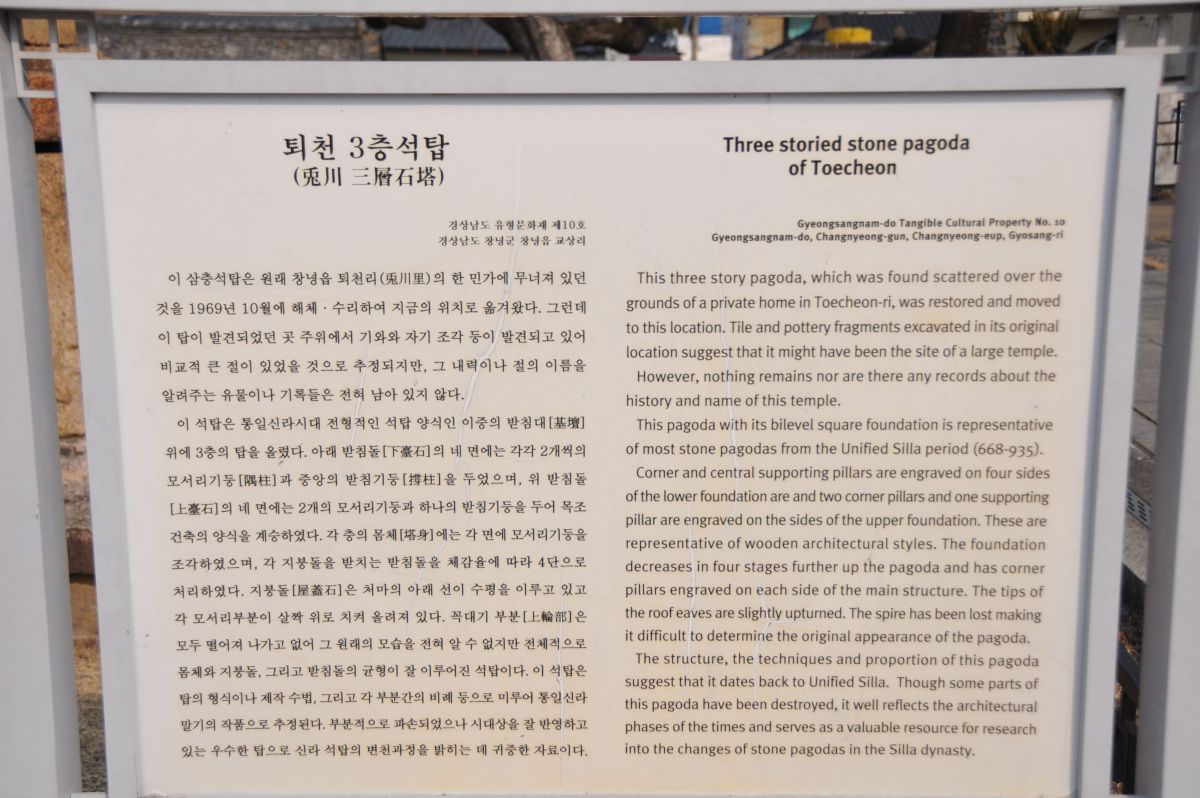 퇴천 3층석탑
(兎川 三層石塔)
경상남도 유형문화재 제10호
경상남도 창녕군 창녕읍 교상리
이 삼층석탑은 원래 창녕읍 퇴천리(兎川里)의 한 민가에 무너져 있던
것을 1969년 10월에 해체·수리하여 지금의 위치로 옮겨왔다. 그런데
이 탑이 발견되었던 곳 주위에서 기와와 자기 조각 등이 발견되고 있어
비교적 큰 절이 있었을 것으로 추정되지만, 그 내력이나 절의 이름을
알려주는 유물이나 기록들은 전혀 남아 있지 않다.
이 석탑은 통일신라시대 전형적인 석탑 양식인 이중의 받침대[基壇]
위에 3층의 탑을 올렸다. 아래 받침돌[下臺石]의 네 면에는 각각 2개씩의
모서리기둥[隅柱]과 중앙의 받침기둥[撐柱]을 두었으며, 위 받침돌
[上臺石]의 네 면에는 2개의 모서리기둥과 하나의 받침기둥을 두어 목조
건축의 양식을 계승하였다. 각 층의 몸체[塔身]에는 각 면에 모서리기둥을
조각하였으며, 각 지붕돌을 받치는 받침돌을 체감율에 따라 4단으로
처리하였다. 지붕돌[屋蓋石]은 처마의 아래 선이 수평을 이루고 있고
각 모서리부분이 살짝 위로 치켜 올려져 있다. 꼭대기 부분[上輪部]은
모두 떨어져 나가고 없어 그 원래의 모습을 전혀 알 수 없지만 전체적으로
몸체와 지붕돌, 그리고 받침돌의 균형이 잘 이루어진 석탑이다. 이 석탑은
탑의 형식이나 제작 수법, 그리고 각 부분간의 비례 등으로 미루어 통일신라
말기의 작품으로 추정된다. 부분적으로 파손되었으나 시대상을 잘 반영하고
있는 우수한 탑으로 신라 석탑의 변천과정을 밝히는 데 귀중한 자료이다.
Three storied stone pagoda
of Toecheon
Gyeongsangnam-do Tangible Cultural Property No. 10
Gyeongsangnam-do, Changnyeong-gun, Changnyeong-eup, Gyosang-ri
This three story pagoda, which was found scattered over the
grounds of a private home in Toecheon-ri, was restored and moved
to this location. Tile and pottery fragments excavated in its original
location suggest that it might have been the site of a large temple.
However, nothing remains nor are there any records about the
history and name of this temple.
This pagoda with its bilevel square foundation is representative
of most stone pagodas from the Unified Silla period (668-935).
Corner and central supporting pillars are engraved on four sides
of the lower foundation are and two corner pillars and one supporting
pillar are engraved on the sides of the upper foundation. These are
representative of wooden architectural styles. The foundation
decreases in four stages further up the pagoda and has corner
pillars engraved on each side of the main structure. The tips of
the roof eaves are slightly upturned. The spire has been lost making
it difficult to determine the original appearance of the pagoda.
The structure, the techniques and proportion of this pagoda
suggest that it dates back to Unified Silla. Though some parts of
this pagoda have been destroyed, it well reflects the architectural
phases of the times and serves as a valuable resource for research
into the changes of stone pagodas in the Silla dynasty.